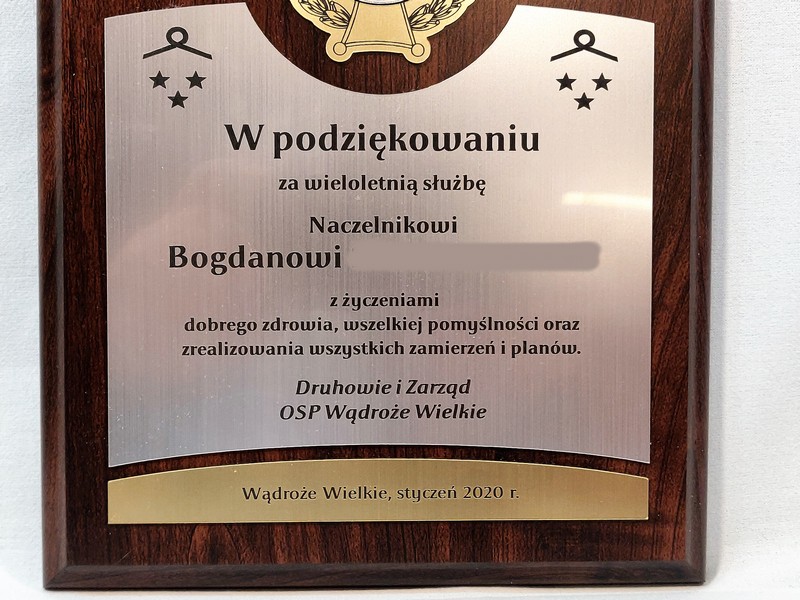 W podziękowaniu
za wieloletnią służbę
Naczelnikowi
Bogdanowi
z życzeniami
dobrego zdrowia, wszelkiej pomyślności oraz
zrealizowania wszystkich zamierzeń i planów.
Druhowie i Zarząd
OSP Wądroże Wielkie
Wądroże Wielkie, styczeń 2020 r.